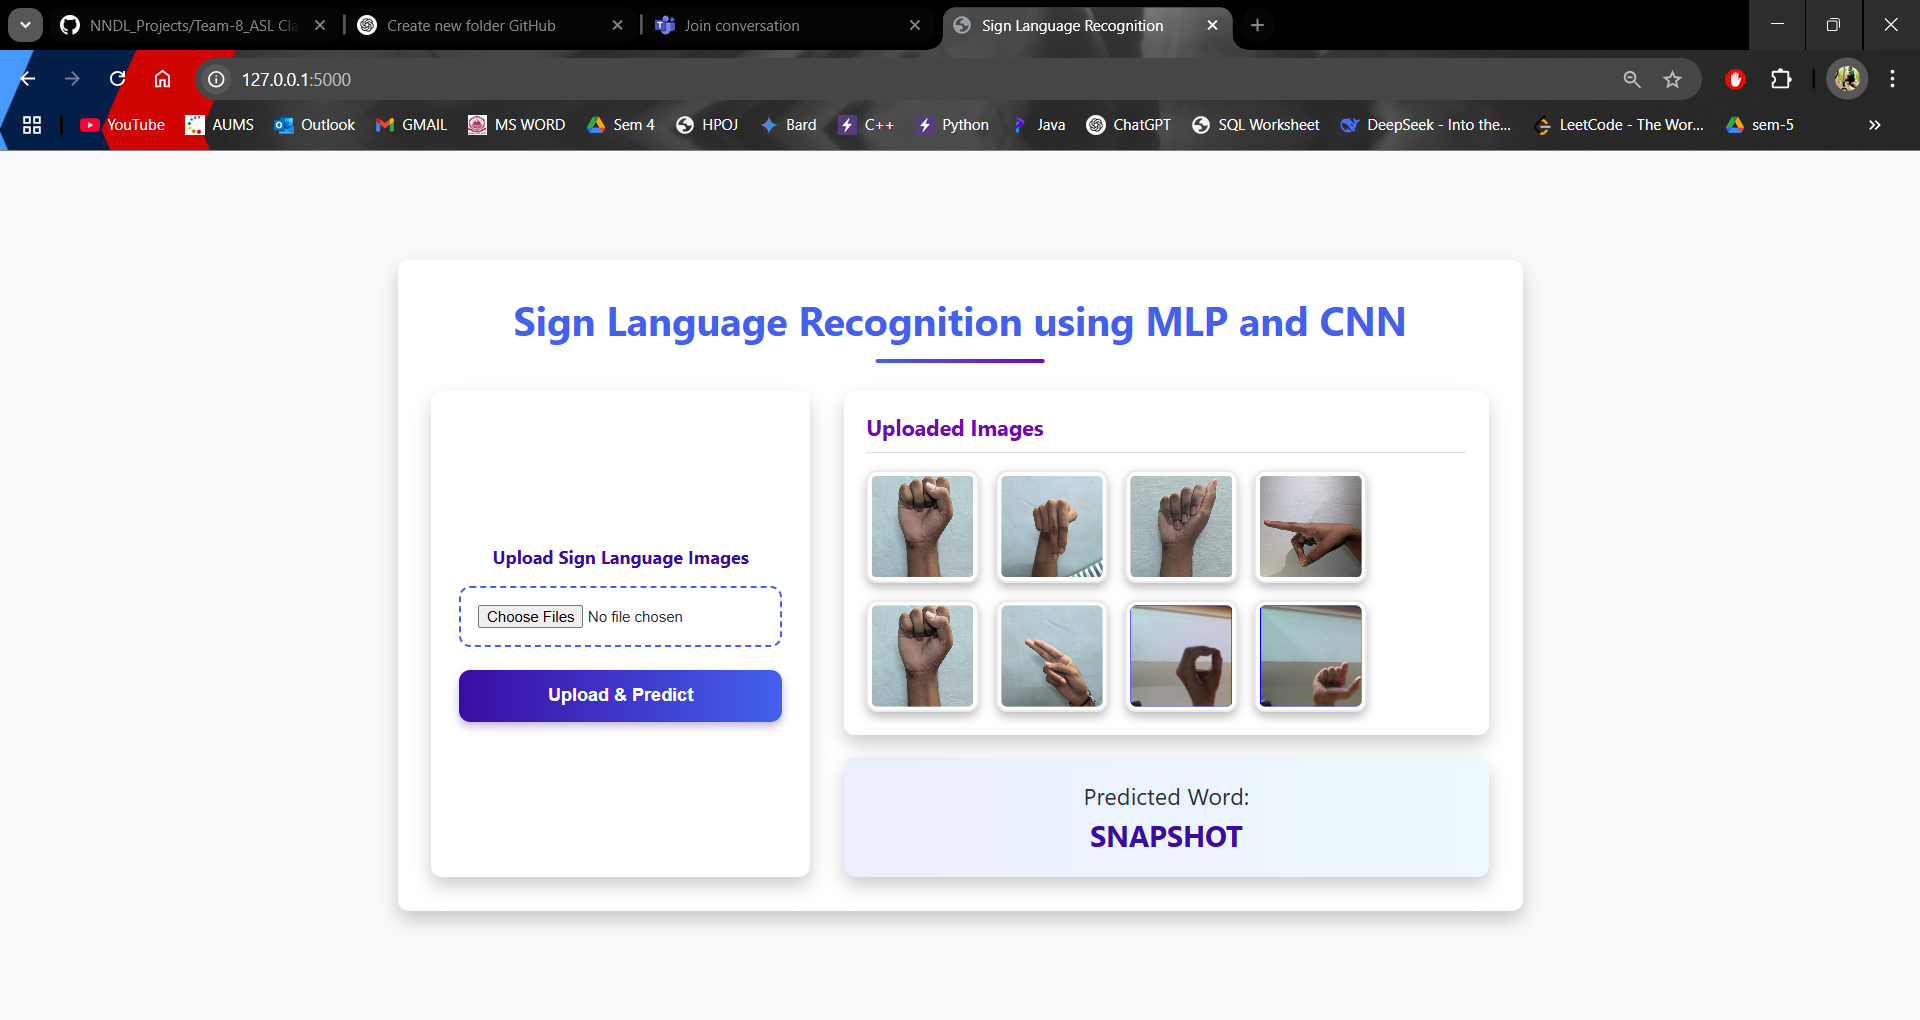 NNDL_Projects/Team-8_ASL Cla
Create new folder GitHub
Join conversation
Sign Language Recognition
127.0.0.1:5000
YouTube
AUMS
Outlook
GMAIL
MS WORD
Sem 4
HPOJ
Bard
C++
Python
Java
ChatGPT
SQL Worksheet
DeepSeek - Into the...
LeetCode - The Wor...
sem-5
Sign Language Recognition using MLP and CNN
Upload Sign Language Images
Choose Files No file chosen
Upload & Predict
Uploaded Images
Predicted Word:
SNAPSHOT